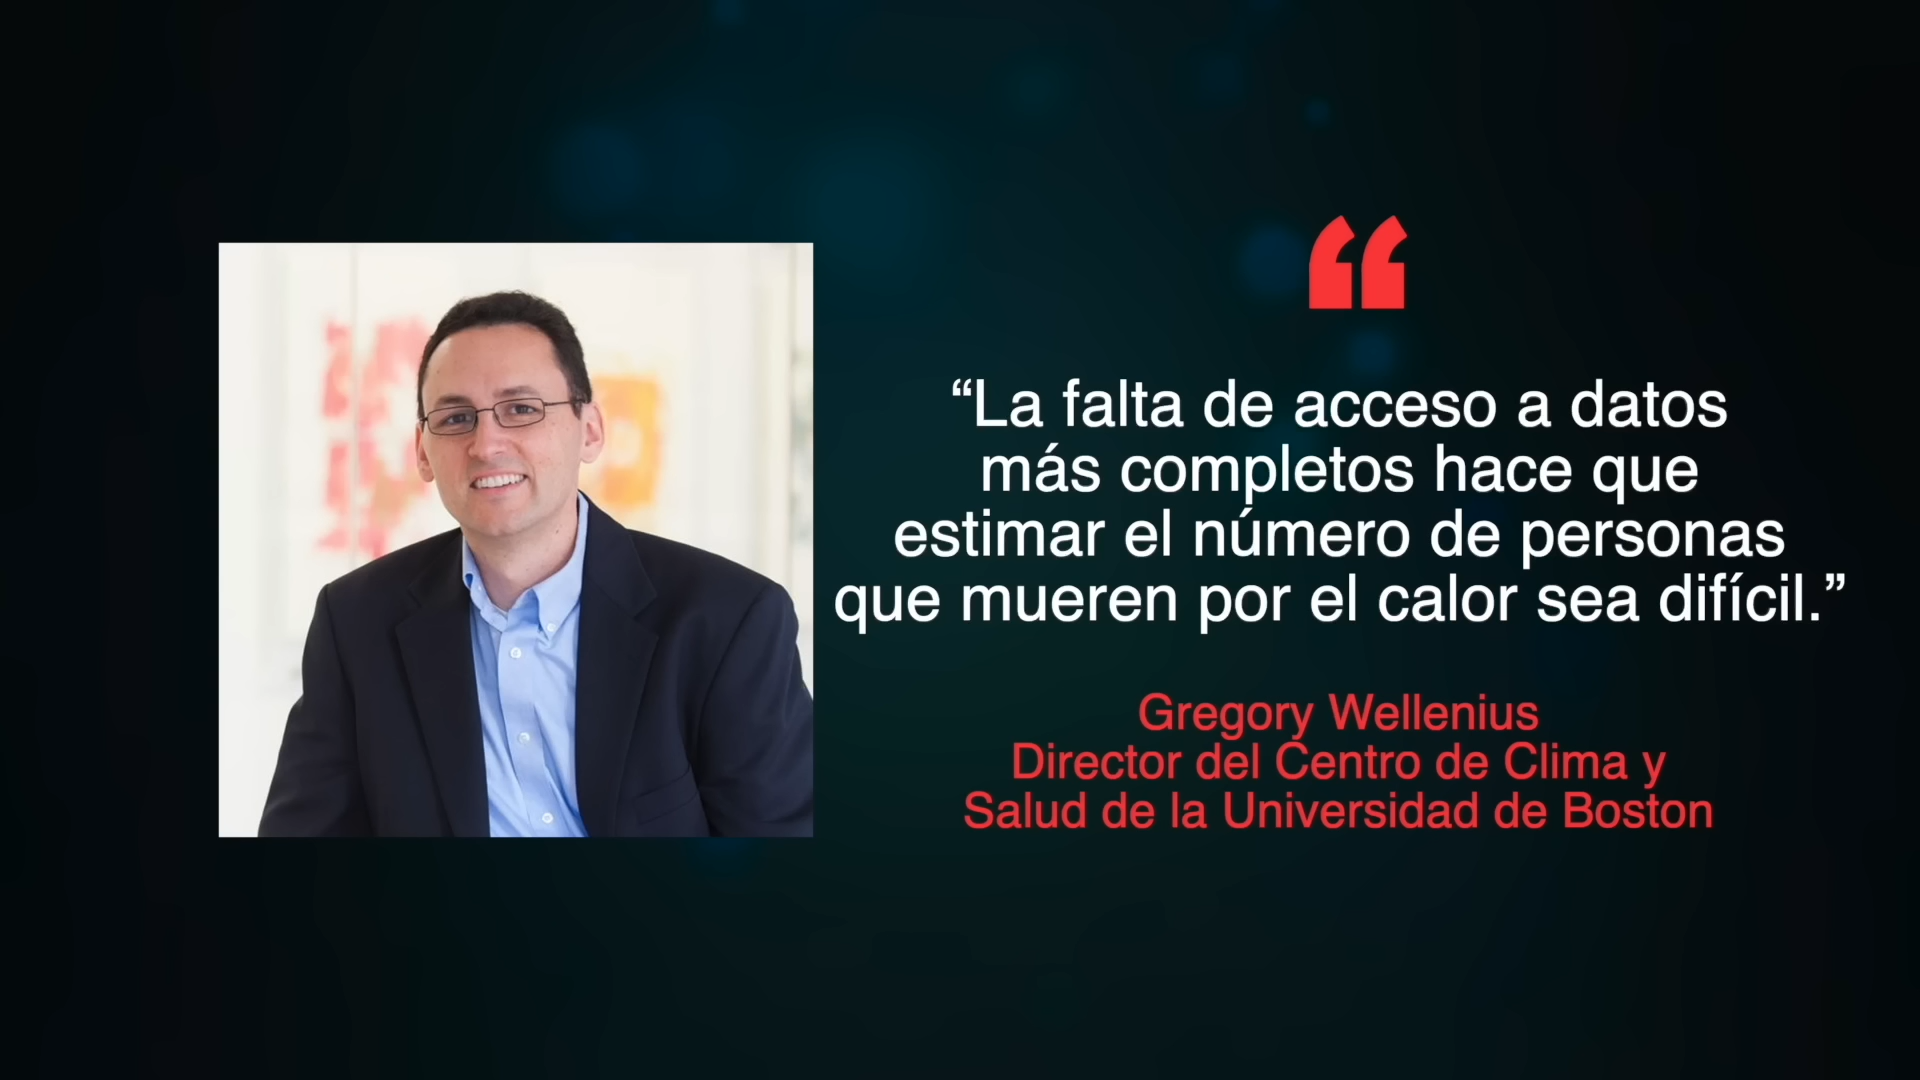 “La falta de acceso a datos
más completos hace que
estimar el número de personas
que mueren por el calor sea difícil.”
Gregory Wellenius
Director del Centro de Clima y
Salud de la Universidad de Boston